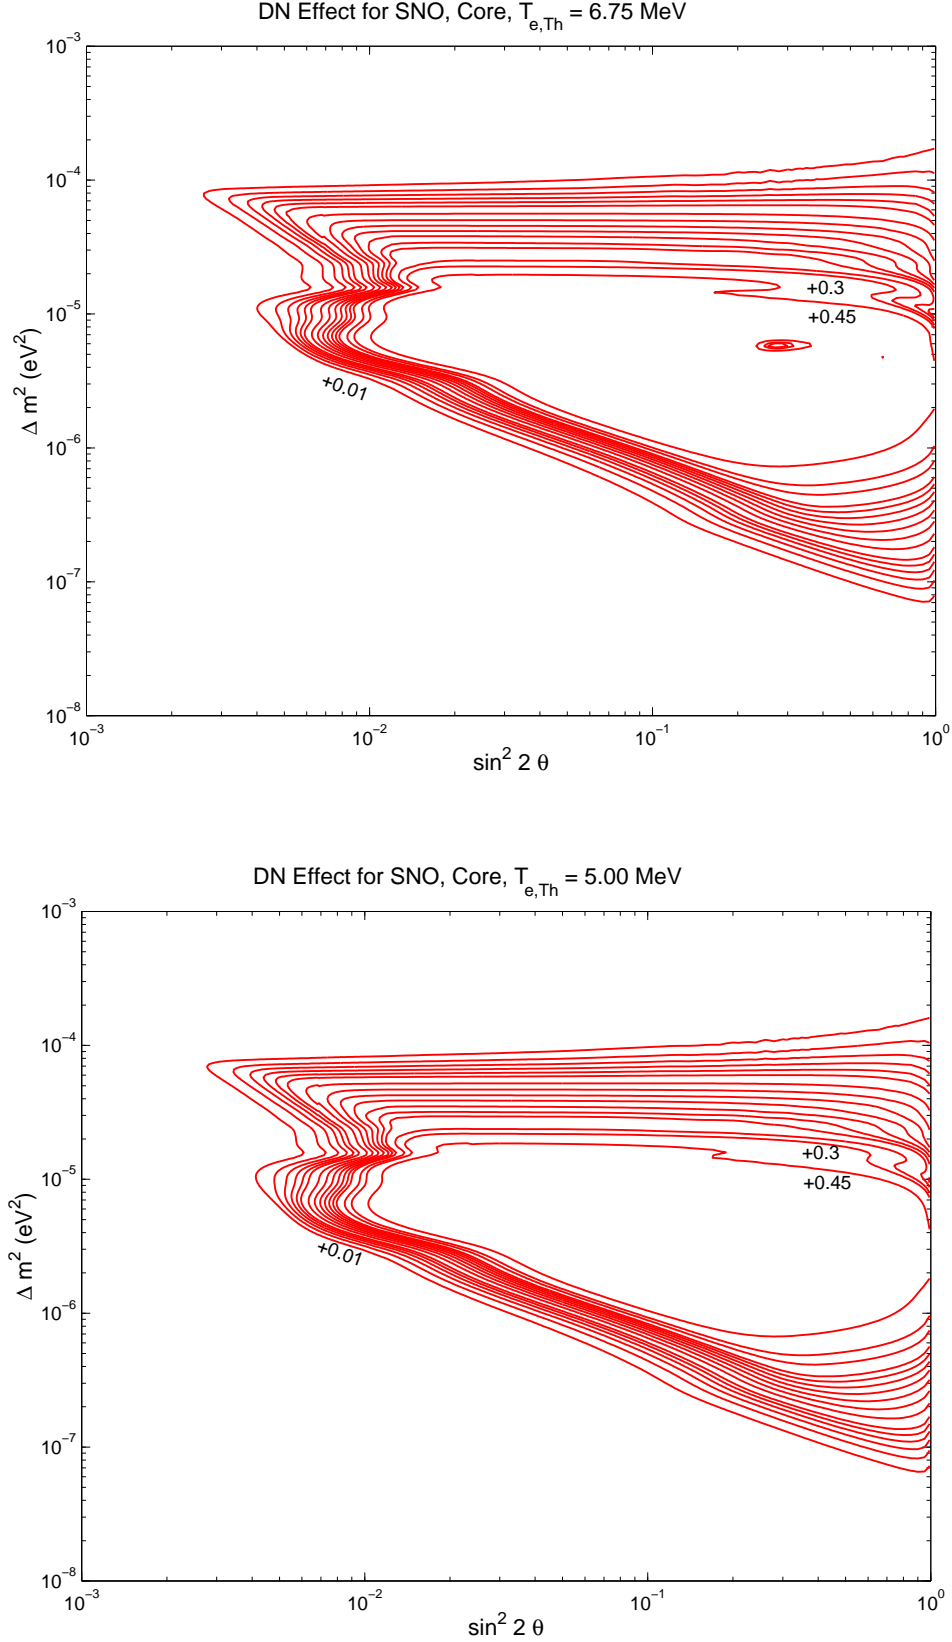 DN Effect for SNO, Core, T_{e,Th} = 6.75 MeV
10^{-3}
10^{-4}
+0.3
10^{-5}
+0.45
Δ m^2 (eV^2)
+0.01
10^{-6}
10^{-7}
10^{-8}
10^{-3} 10^{-2} 10^{-1} 10^0
sin^2 2 θ
DN Effect for SNO, Core, T_{e,Th} = 5.00 MeV
10^{-3}
10^{-4}
+0.3
10^{-5}
+0.45
Δ m^2 (eV^2)
+0.01
10^{-6}
10^{-7}
10^{-8}
10^{-3} 10^{-2} 10^{-1} 10^0
sin^2 2 θ